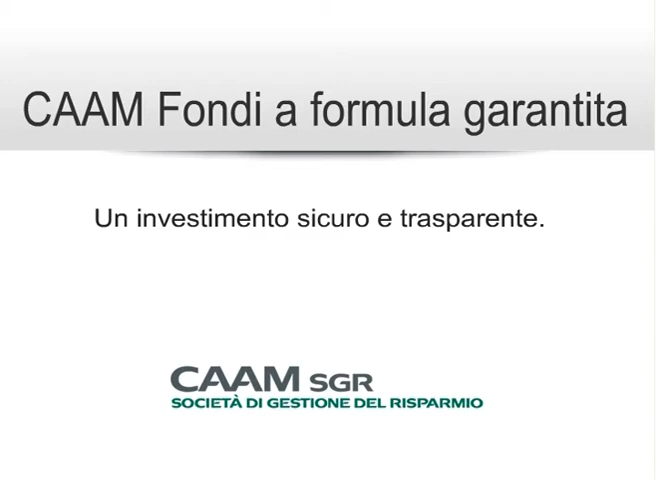 CAAM Fondi a formula garantita
Un investimento sicuro e trasparente.
CAAM SGR
SOCIETÀ DI GESTIONE DEL RISPARMIO